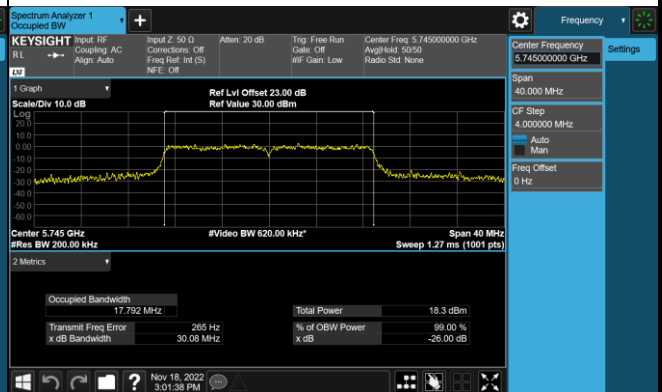 Spectrum Analyzer 1
Occupied BW
Frequency
KEYSIGHT
R L
LXI
Input: RF
Coupling: AC
Align: Auto
Input Z: 50 Ω
Corrections: Off
Freq Ref: Int (S)
NFE: Off
Atten: 20 dB
Trig: Free Run
Gate: Off
#IF Gain: Low
Center Freq: 5.745000000 GHz
Avg|Hold: 50/50
Radio Std: None
Center Frequency
5.745000000 GHz
Settings
Span
40.000 MHz
CF Step
4.000000 MHz
Auto
Man
Freq Offset
0 Hz
1 Graph
Scale/Div 10.0 dB
Ref Lvl Offset 23.00 dB
Ref Value 30.00 dBm
Log
20.0
10.0
0.00
-10.0
-20.0
-30.0
-40.0
-50.0
-60.0
Center 5.745 GHz
#Video BW 620.00 kHz*
Span 40 MHz
#Res BW 200.00 kHz
Sweep 1.27 ms (1001 pts)
2 Metrics
Occupied Bandwidth
17.792 MHz
Total Power 18.3 dBm
Transmit Freq Error 265 Hz
% of OBW Power 99.00 %
x dB Bandwidth 30.08 MHz
x dB -26.00 dB
Nov 18, 2022
3:01:38 PM